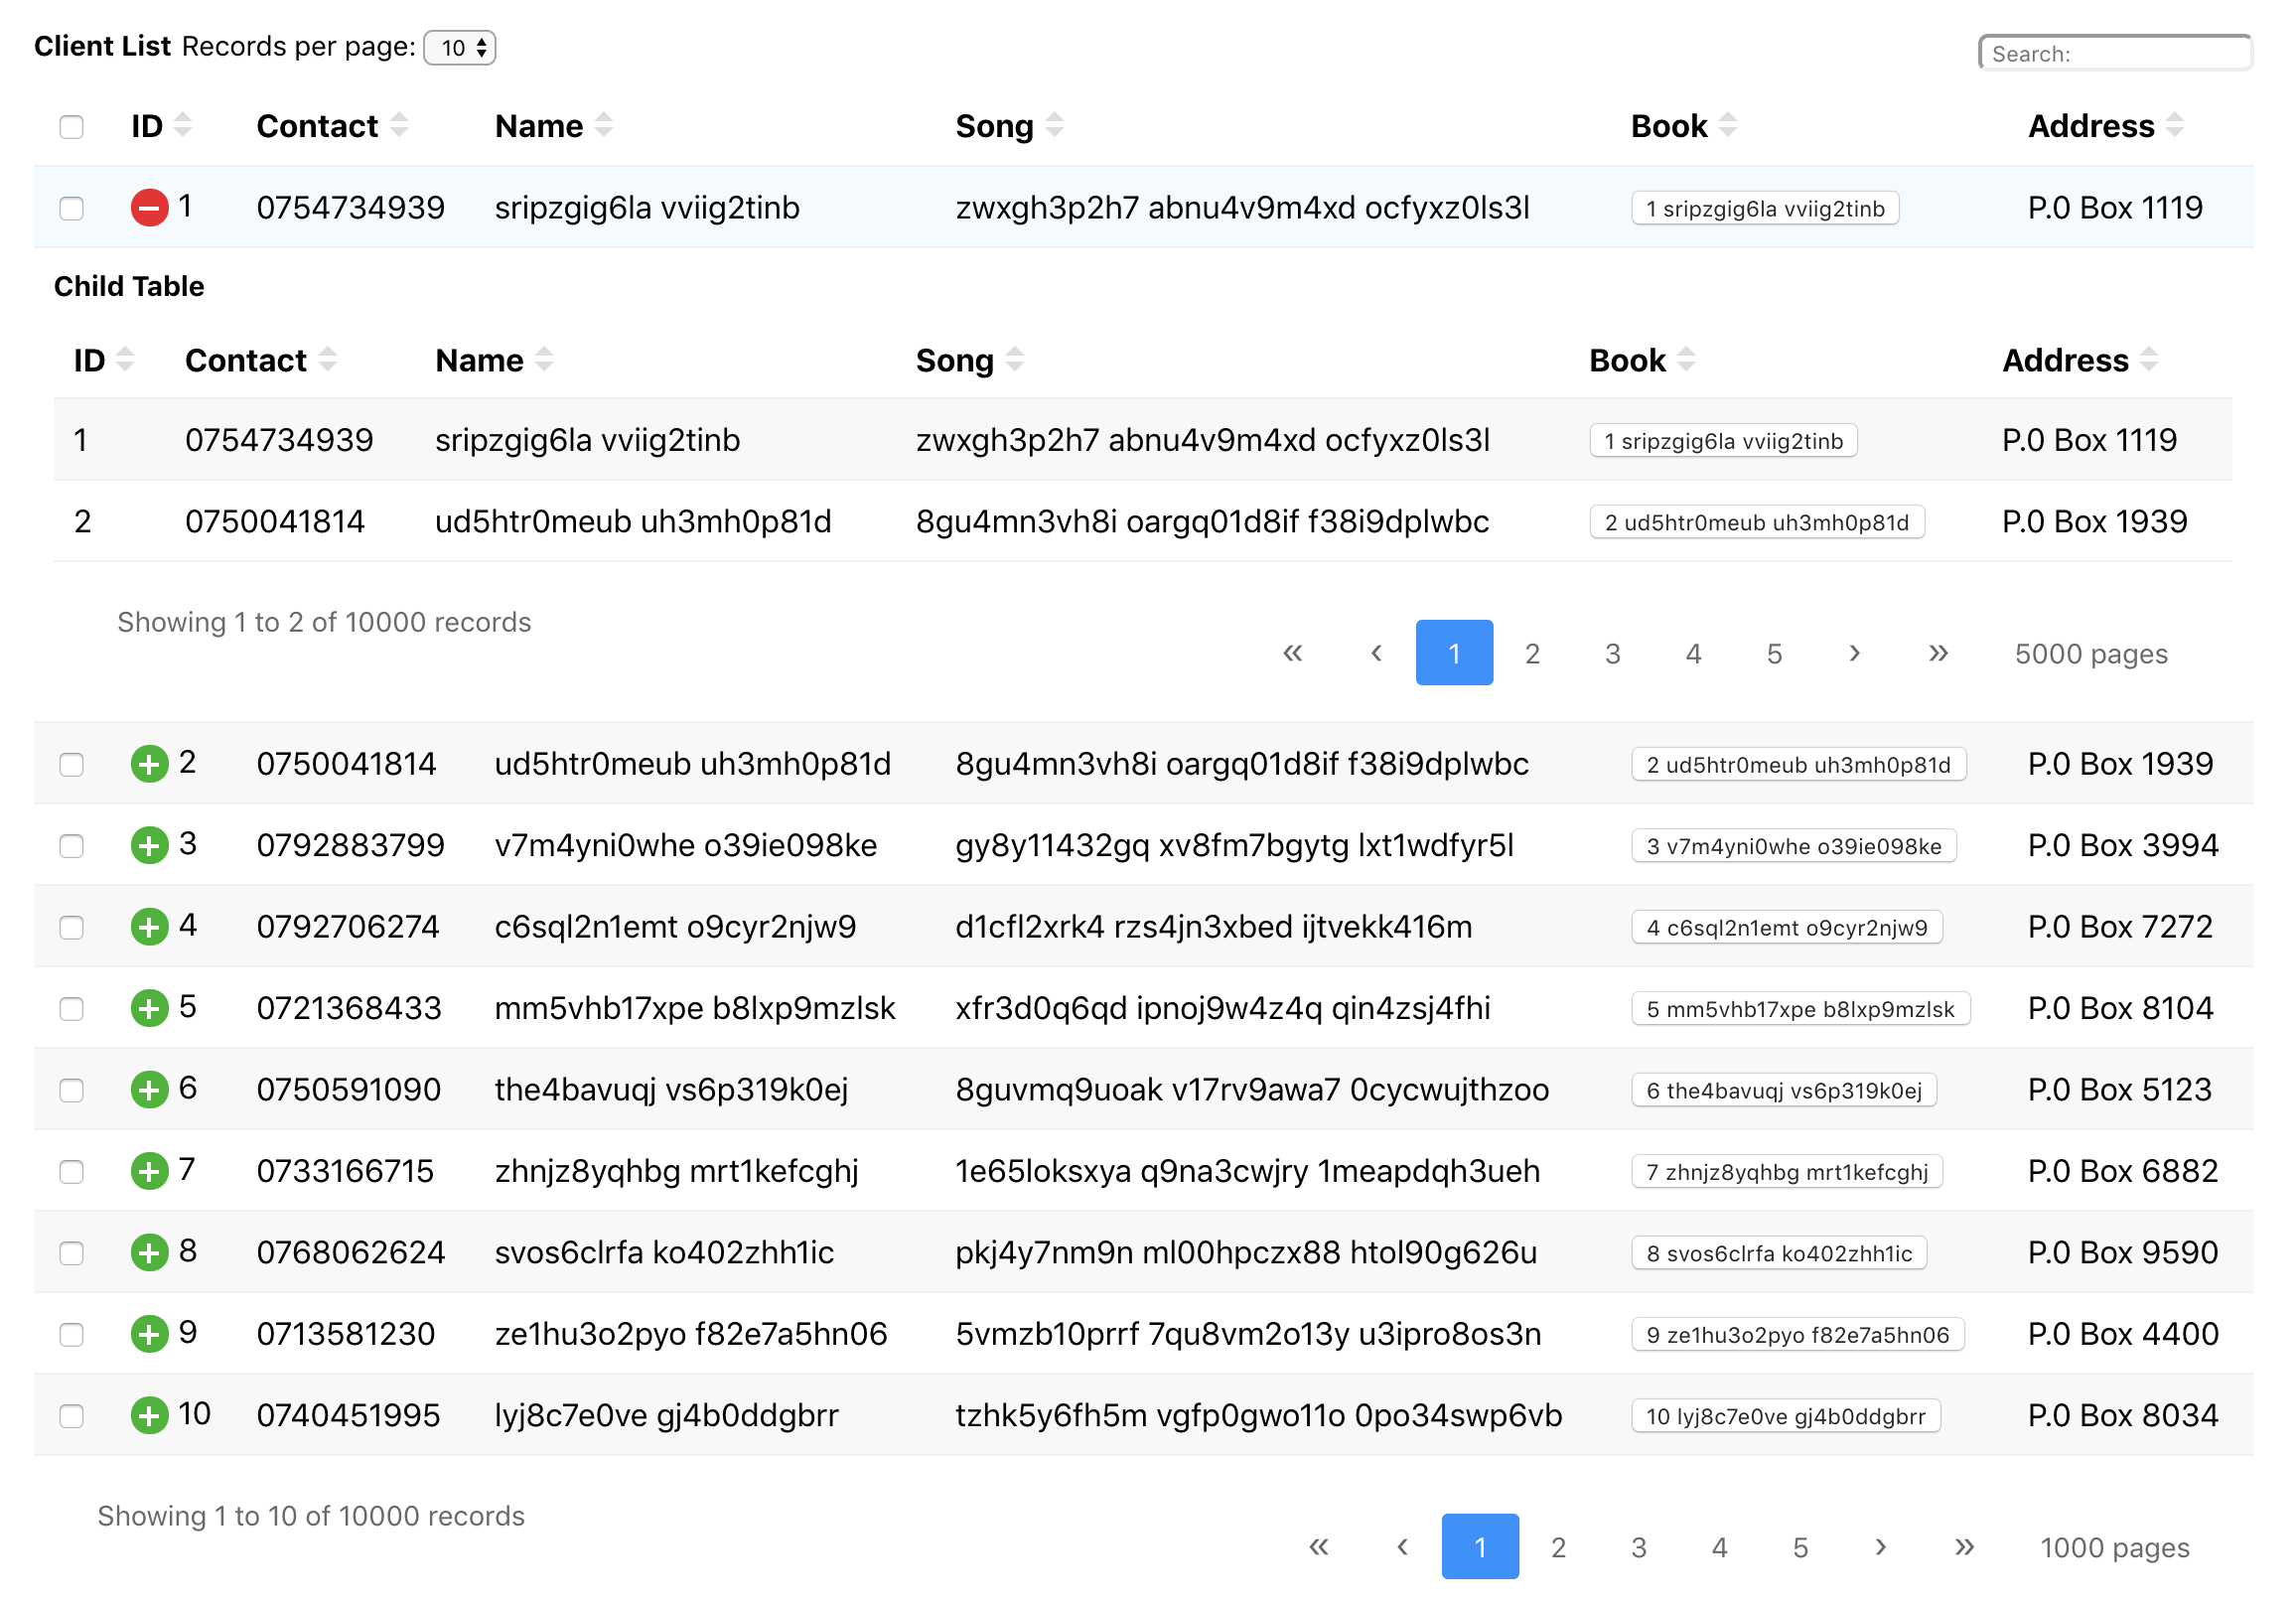 Client List Records per page: 10 Search:
ID Contact Name Song Book Address
1 0754734939 sripzgig6la vviig2tinb zwxgh3p2h7 abnu4v9m4xd ocfyxz0ls3l 1 sripzgig6la vviig2tinb P.0 Box 1119
Child Table
ID Contact Name Song Book Address
1 0754734939 sripzgig6la vviig2tinb zwxgh3p2h7 abnu4v9m4xd ocfyxz0ls3l 1 sripzgig6la vviig2tinb P.0 Box 1119
2 0750041814 ud5htr0meub uh3mh0p81d 8gu4mn3vh8i oargq01d8if f38i9dplwbc 2 ud5htr0meub uh3mh0p81d P.0 Box 1939
Showing 1 to 2 of 10000 records
« ‹ 1 2 3 4 5 › » 5000 pages
2 0750041814 ud5htr0meub uh3mh0p81d 8gu4mn3vh8i oargq01d8if f38i9dplwbc 2 ud5htr0meub uh3mh0p81d P.0 Box 1939
3 0792883799 v7m4yni0whe o39ie098ke gy8y11432gq xv8fm7bgytg lxt1wdfyr5l 3 v7m4yni0whe o39ie098ke P.0 Box 3994
4 0792706274 c6sql2n1emt o9cyr2njw9 d1cfl2xrk4 rzs4jn3xbed ijtvekk416m 4 c6sql2n1emt o9cyr2njw9 P.0 Box 7272
5 0721368433 mm5vhb17xpe b8lxp9mzlsk xfr3d0q6qd ipnoj9w4z4q qin4zsj4fhi 5 mm5vhb17xpe b8lxp9mzlsk P.0 Box 8104
6 0750591090 the4bavuqj vs6p319k0ej 8guvmq9uoak v17rv9awa7 0cycwujthzoo 6 the4bavuqj vs6p319k0ej P.0 Box 5123
7 0733166715 zhnjz8yqhbg mrt1kefcghj 1e65loksxya q9na3cwjry 1meapdqh3ueh 7 zhnjz8yqhbg mrt1kefcghj P.0 Box 6882
8 0768062624 svos6clrfa ko402zhh1ic pkj4y7nm9n ml00hpczx88 htol90g626u 8 svos6clrfa ko402zhh1ic P.0 Box 9590
9 0713581230 ze1hu3o2pyo f82e7a5hn06 5vmzb10prrf 7qu8vm2o13y u3ipro8os3n 9 ze1hu3o2pyo f82e7a5hn06 P.0 Box 4400
10 0740451995 lyj8c7e0ve gj4b0ddgbrr tzhk5y6fh5m vgfp0gwo11o 0po34swp6vb 10 lyj8c7e0ve gj4b0ddgbrr P.0 Box 8034
Showing 1 to 10 of 10000 records
« ‹ 1 2 3 4 5 › » 1000 pages